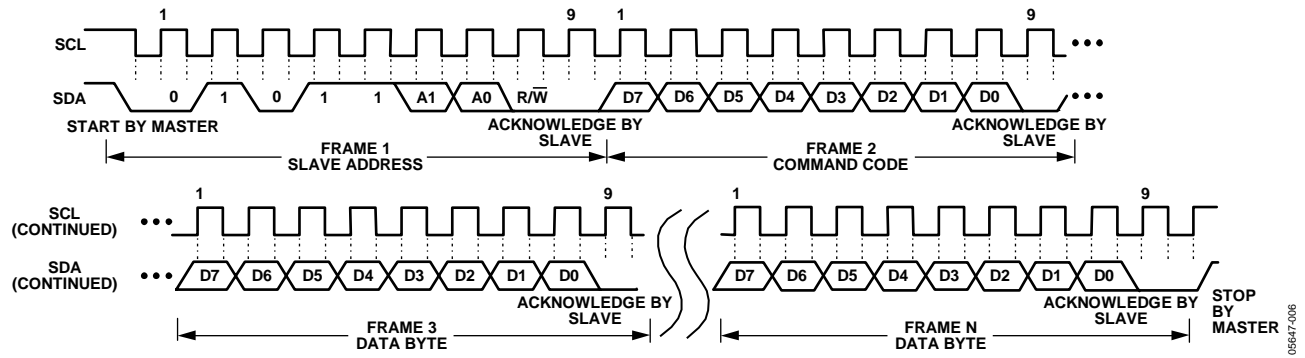 1 9 1 9
SCL
SDA 0 1 0 1 1 A1 A0 R/W̅ D7 D6 D5 D4 D3 D2 D1 D0
START BY MASTER ACKNOWLEDGE BY SLAVE ACKNOWLEDGE BY SLAVE
FRAME 1
SLAVE ADDRESS
FRAME 2
COMMAND CODE
1 9 1 9
SCL
(CONTINUED)
SDA
(CONTINUED)
D7 D6 D5 D4 D3 D2 D1 D0 D7 D6 D5 D4 D3 D2 D1 D0
ACKNOWLEDGE BY
SLAVE
ACKNOWLEDGE BY
SLAVE
STOP
BY
MASTER
FRAME 3
DATA BYTE
FRAME N
DATA BYTE
05647-006